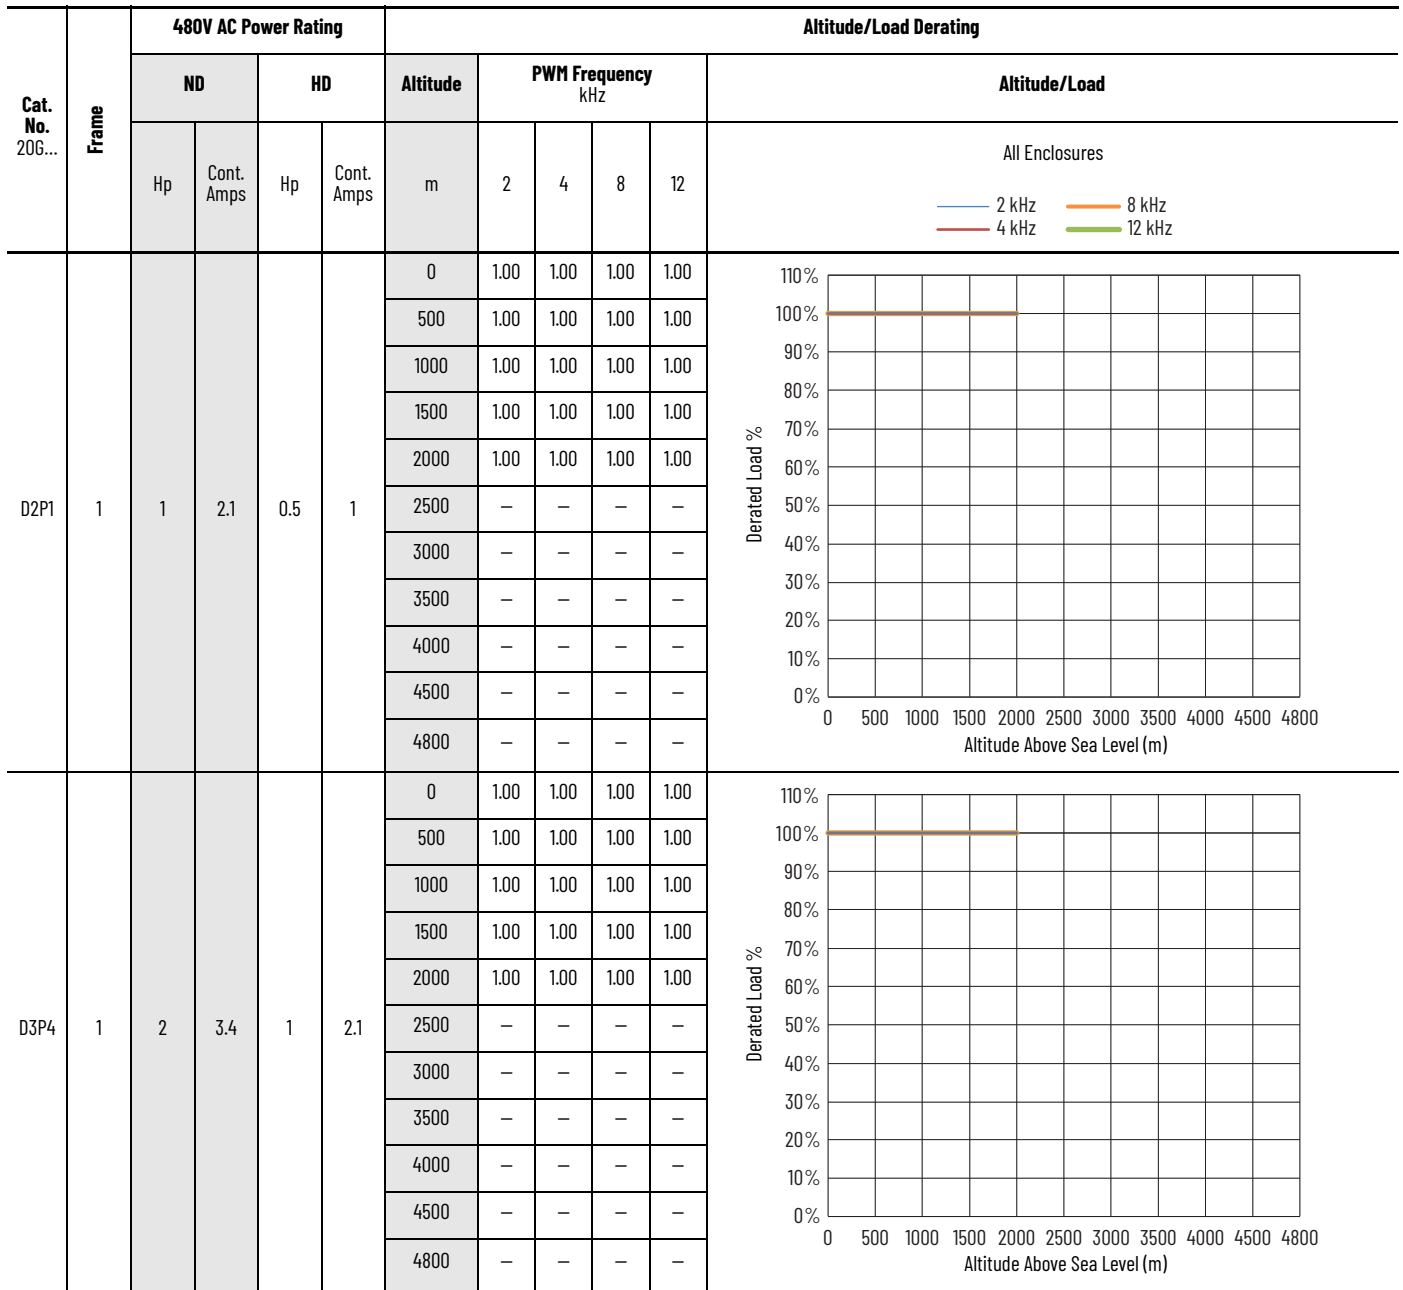 480V AC Power Rating Altitude/Load Derating
Cat. No. 20G... Frame ND HD Altitude PWM Frequency kHz Altitude/Load
Hp Cont. Amps Hp Cont. Amps m 2 4 8 12
All Enclosures
2 kHz 8 kHz
4 kHz 12 kHz
D2P1 1 1 2.1 0.5 1
0 1.00 1.00 1.00 1.00
500 1.00 1.00 1.00 1.00
1000 1.00 1.00 1.00 1.00
1500 1.00 1.00 1.00 1.00
2000 1.00 1.00 1.00 1.00
2500 – – – –
3000 – – – –
3500 – – – –
4000 – – – –
4500 – – – –
4800 – – – –
Derated Load %
110%
100%
90%
80%
70%
60%
50%
40%
30%
20%
10%
0%
0 500 1000 1500 2000 2500 3000 3500 4000 4500 4800
Altitude Above Sea Level (m)
D3P4 1 2 3.4 1 2.1
0 1.00 1.00 1.00 1.00
500 1.00 1.00 1.00 1.00
1000 1.00 1.00 1.00 1.00
1500 1.00 1.00 1.00 1.00
2000 1.00 1.00 1.00 1.00
2500 – – – –
3000 – – – –
3500 – – – –
4000 – – – –
4500 – – – –
4800 – – – –
Derated Load %
110%
100%
90%
80%
70%
60%
50%
40%
30%
20%
10%
0%
0 500 1000 1500 2000 2500 3000 3500 4000 4500 4800
Altitude Above Sea Level (m)